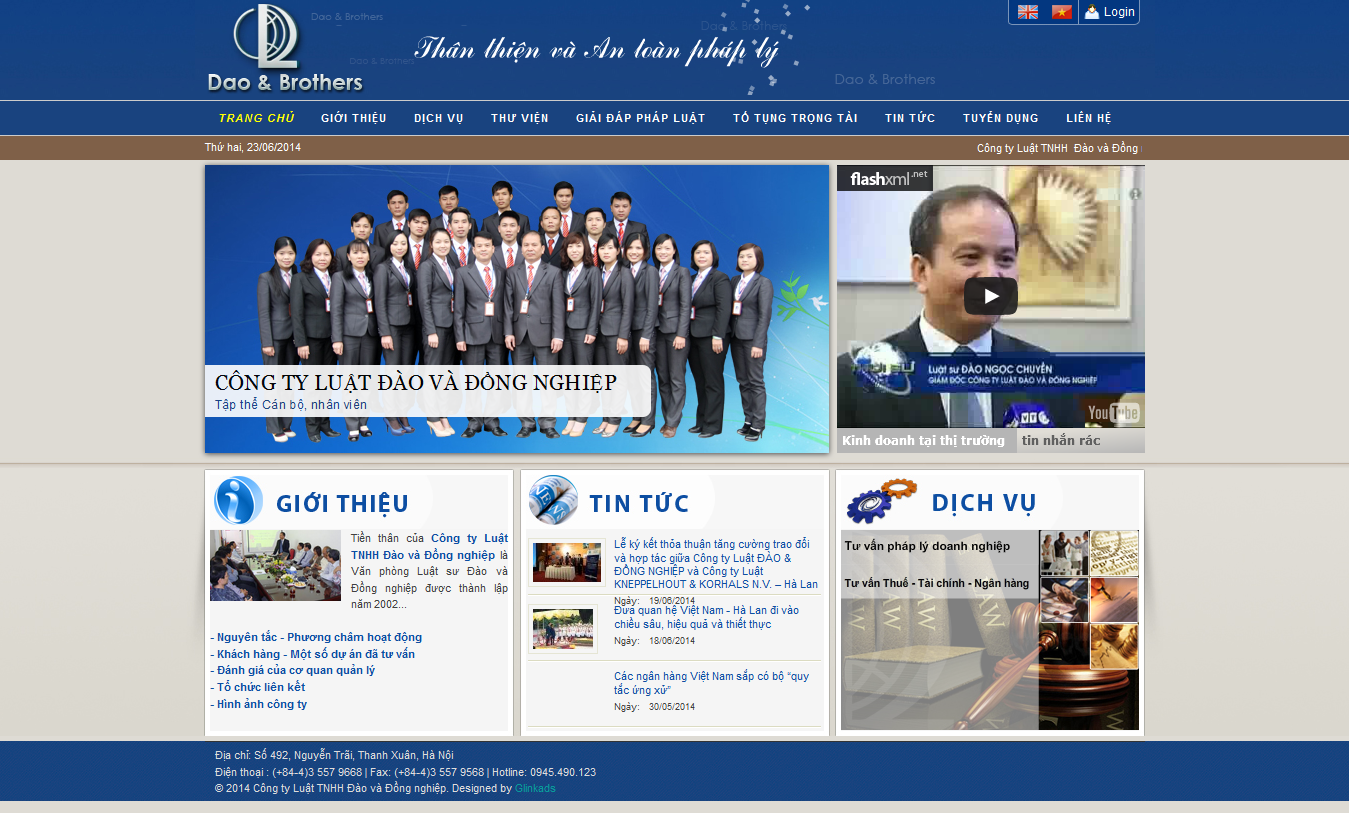 Dao & Brothers
Dao & Brothers
Dao & Brothers
Thân thiện và An toàn pháp lý
Dao & Brothers
Dao & Brothers
Login
TRANG CHỦ GIỚI THIỆU DỊCH VỤ THƯ VIỆN GIẢI ĐÁP PHÁP LUẬT TỐ TỤNG TRỌNG TÀI TIN TỨC TUYỂN DỤNG LIÊN HỆ
Thứ hai, 23/06/2014
Công ty Luật TNHH Đào và Đồng
CÔNG TY LUẬT ĐÀO VÀ ĐỒNG NGHIỆP
Tập thể Cán bộ, nhân viên
flashxml.net
Luật sư ĐÀO NGỌC CHUYỀN
GIÁM ĐỐC CÔNG TY LUẬT ĐÀO VÀ ĐỒNG NGHIỆP
YouTube
Kinh doanh tại thị trường tin nhắn rác
GIỚI THIỆU
Tiền thân của Công ty Luật
TNHH Đào và Đồng nghiệp là
Văn phòng Luật sư Đào và
Đồng nghiệp được thành lập
năm 2002...
- Nguyên tắc - Phương châm hoạt động
- Khách hàng - Một số dự án đã tư vấn
- Đánh giá của cơ quan quản lý
- Tổ chức liên kết
- Hình ảnh công ty
TIN TỨC
Lễ ký kết thỏa thuận tăng cường trao đổi
và hợp tác giữa Công ty Luật ĐÀO &
ĐỒNG NGHIỆP và Công ty Luật
KNEPPELHOUT & KORHALS N.V. – Hà Lan
Ngày: 19/06/2014
Đưa quan hệ Việt Nam - Hà Lan đi vào
chiều sâu, hiệu quả và thiết thực
Ngày: 18/06/2014
Các ngân hàng Việt Nam sắp có bộ “quy
tắc ứng xử”
Ngày: 30/05/2014
DỊCH VỤ
Tư vấn pháp lý doanh nghiệp
Tư vấn Thuế - Tài chính - Ngân hàng
LAW
LAW
LAW
Địa chỉ: Số 492, Nguyễn Trãi, Thanh Xuân, Hà Nội
Điện thoại : (+84-4)3 557 9668 | Fax: (+84-4)3 557 9568 | Hotline: 0945.490.123
© 2014 Công ty Luật TNHH Đào và Đồng nghiệp. Designed by Glinkads